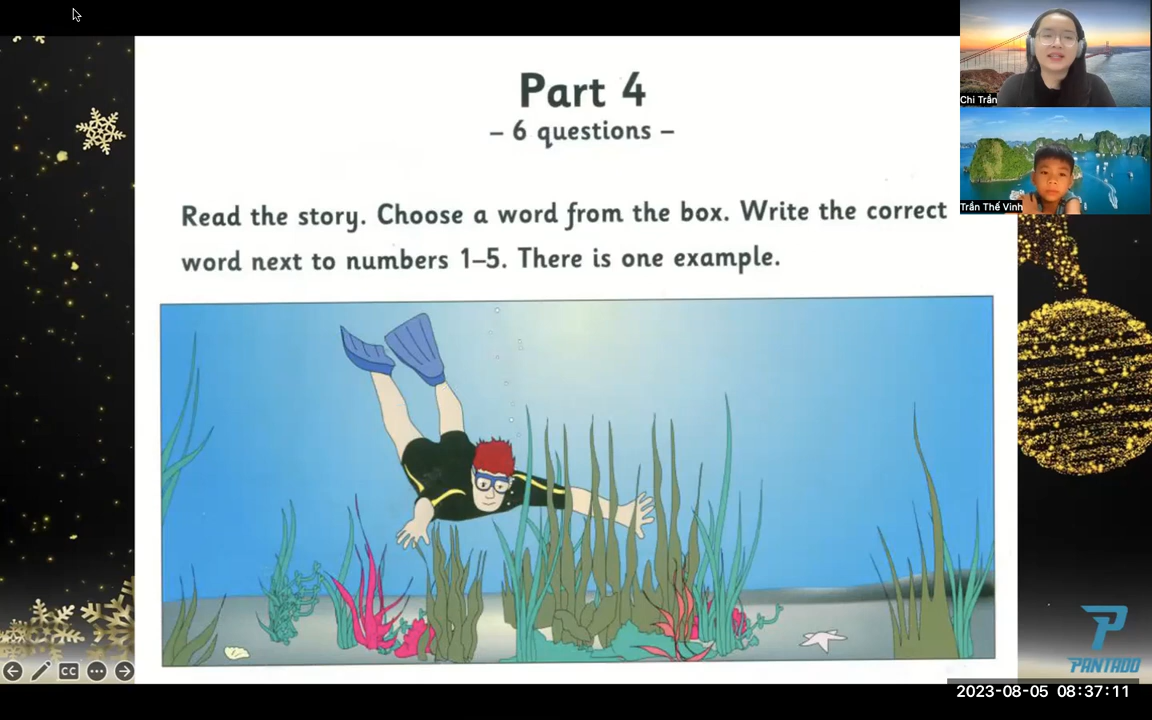 Part 4
– 6 questions –
Read the story. Choose a word from the box. Write the correct
word next to numbers 1–5. There is one example.
Chi Trần
Trần Thế Vinh
CC
PANTADO
2023-08-05 08:37:11